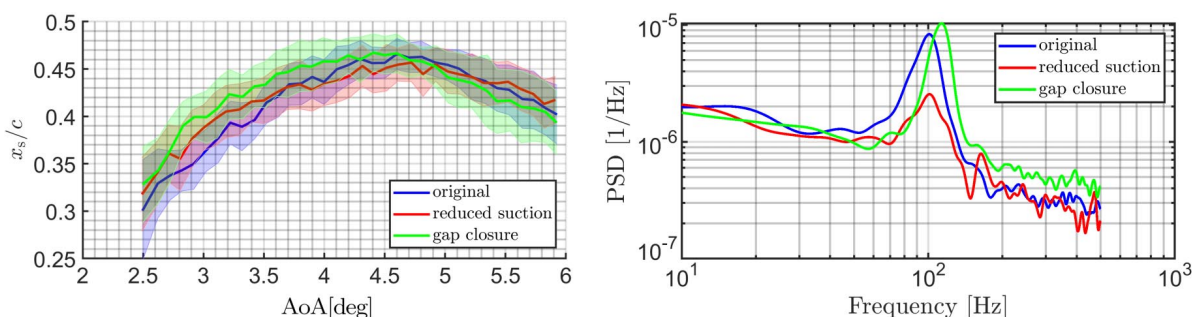 0.5
0.45
0.4
0.35
0.3
0.25
x_s/c
2 2.5 3 3.5 4 4.5 5 5.5 6
AoA[deg]
original
reduced suction
gap closure
10^-5
10^-6
10^-7
PSD [1/Hz]
10^1 10^2 10^3
Frequency [Hz]
original
reduced suction
gap closure